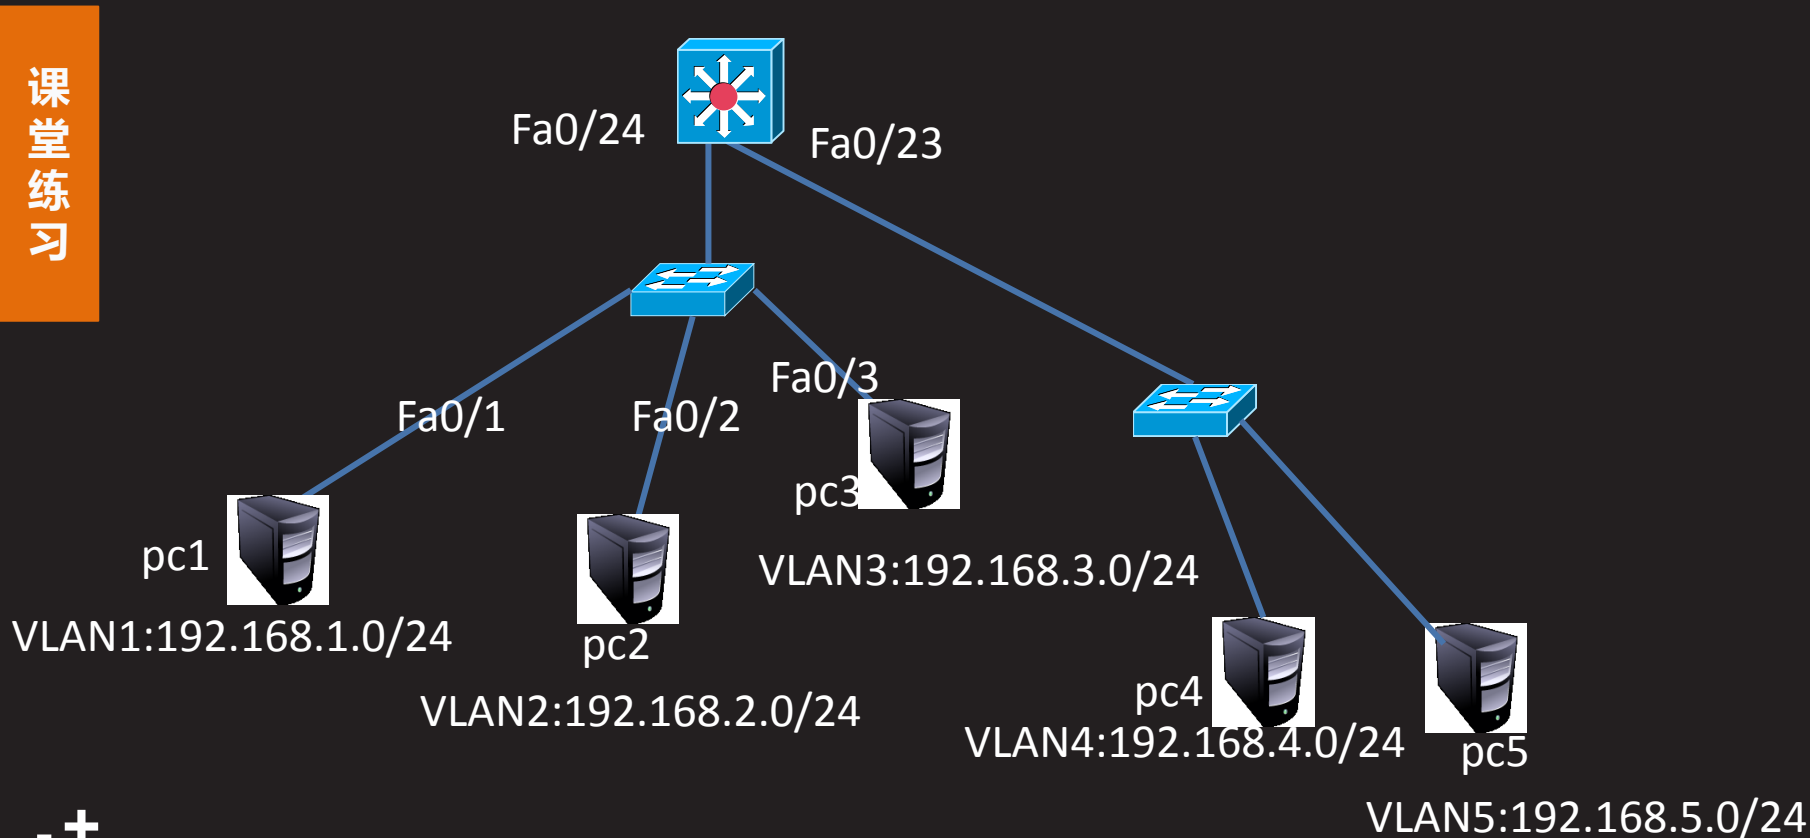 课堂练习
Fa0/24
Fa0/23
Fa0/1
Fa0/2
Fa0/3
pc3
pc1
VLAN3:192.168.3.0/24
VLAN1:192.168.1.0/24
pc2
pc4
VLAN2:192.168.2.0/24
VLAN4:192.168.4.0/24
pc5
VLAN5:192.168.5.0/24